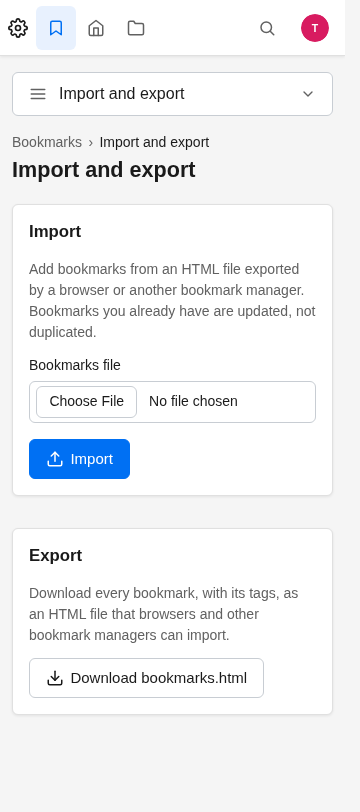 T
Import and export
Bookmarks › Import and export
Import and export
Import
Add bookmarks from an HTML file exported
by a browser or another bookmark manager.
Bookmarks you already have are updated, not
duplicated.
Bookmarks file
Choose File No file chosen
Import
Export
Download every bookmark, with its tags, as
an HTML file that browsers and other
bookmark managers can import.
Download bookmarks.html